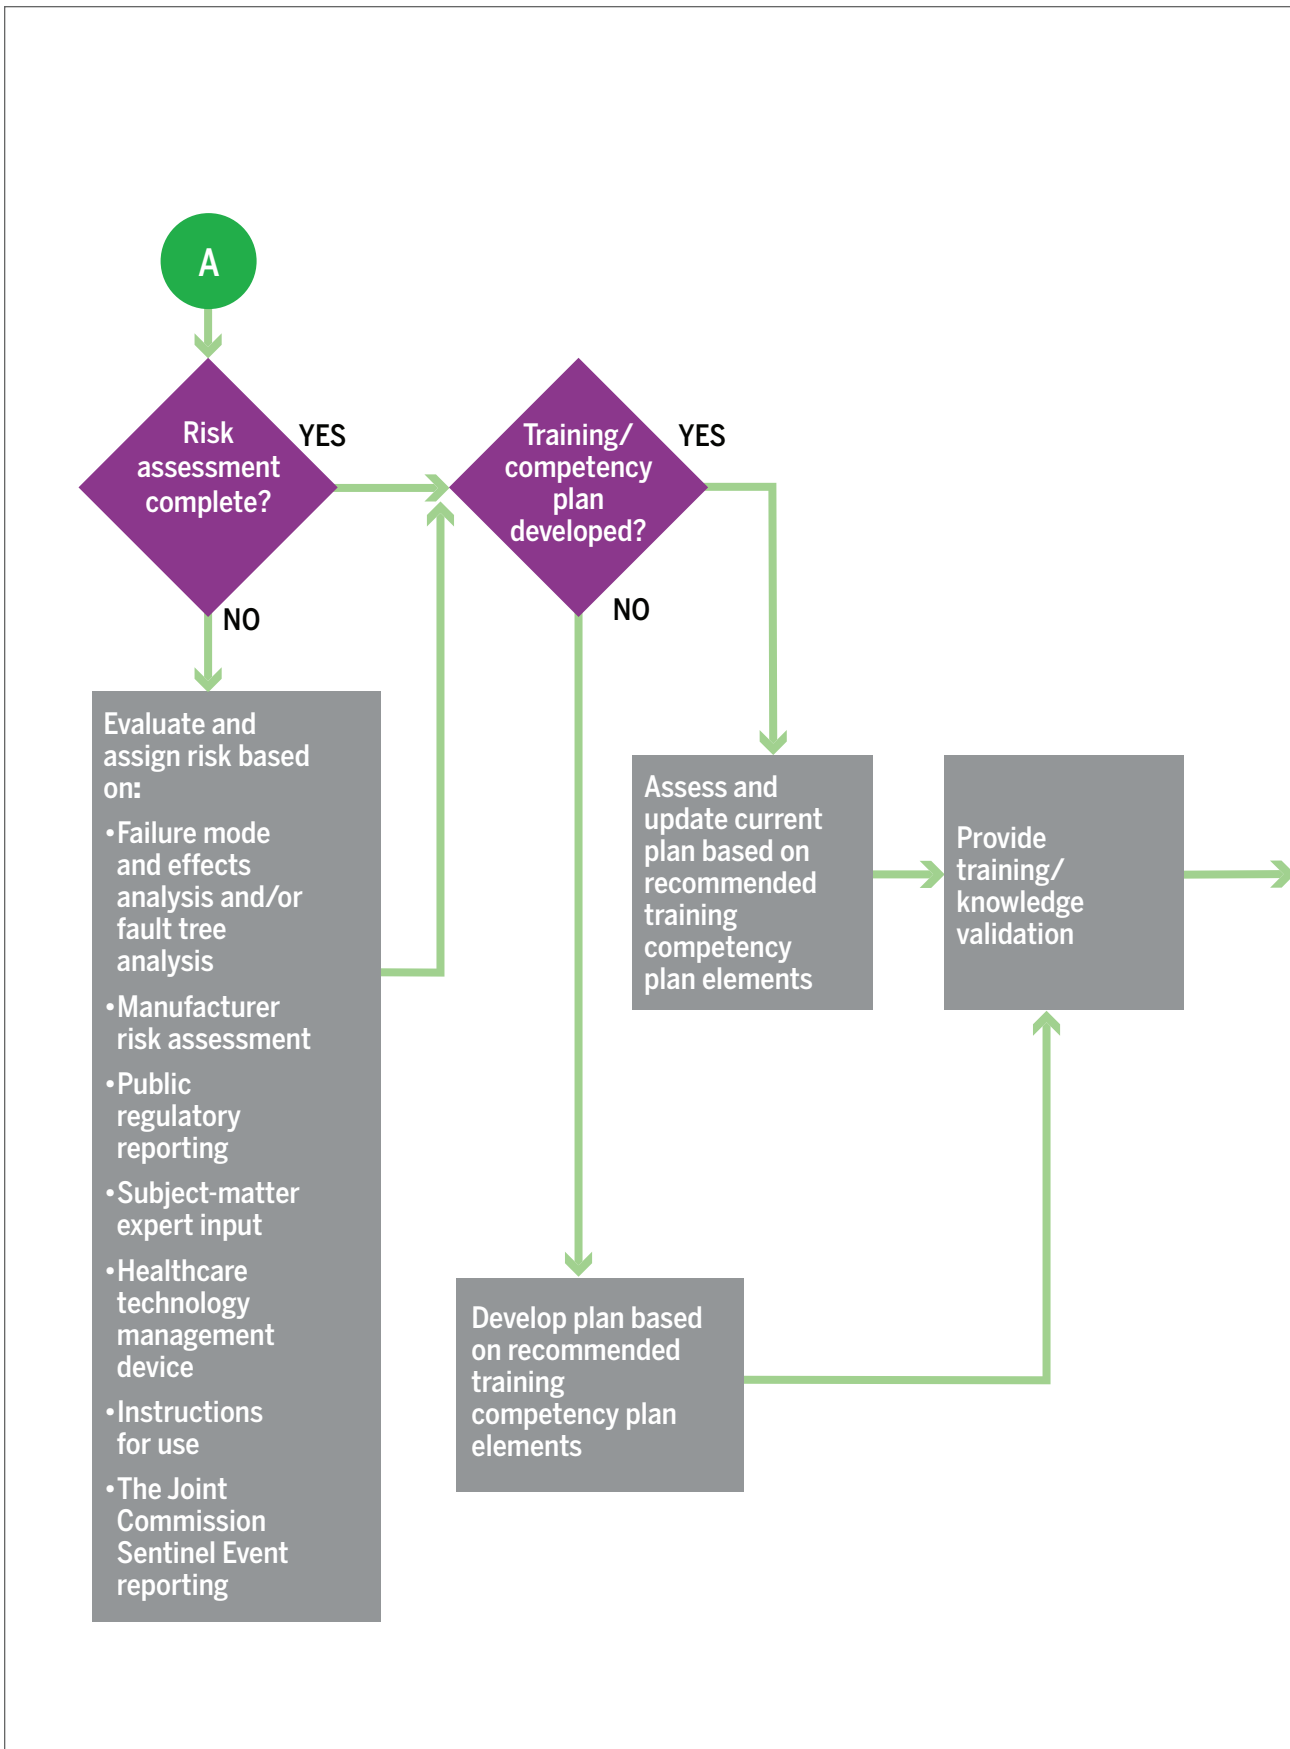 A
Risk
assessment
complete?
YES
NO
Training/
competency
plan
developed?
YES
NO
Evaluate and
assign risk based
on:
•Failure mode
and effects
analysis and/or
fault tree
analysis
•Manufacturer
risk assessment
•Public
regulatory
reporting
•Subject-matter
expert input
•Healthcare
technology
management
device
•Instructions
for use
•The Joint
Commission
Sentinel Event
reporting
Assess and
update current
plan based on
recommended
training
competency
plan elements
Provide
training/
knowledge
validation
Develop plan based
on recommended
training
competency plan
elements